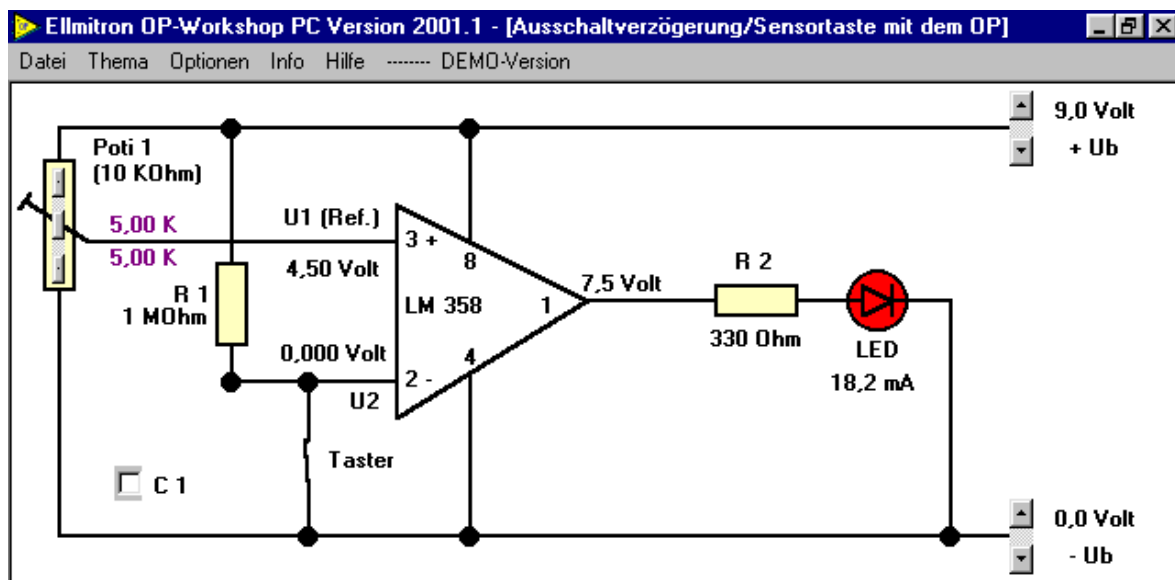 Ellmitron OP-Workshop PC Version 2001.1 - [Ausschaltverzögerung/Sensortaste mit dem OP]
Datei Thema Optionen Info Hilfe -------- DEMO-Version
Poti 1
(10 KOhm)
5,00 K
5,00 K
R 1
1 MOhm
C 1
U1 (Ref.)
4,50 Volt
0,000 Volt
U2
3 +
8
LM 358
1
4
2 -
Taster
7,5 Volt
R 2
330 Ohm
LED
18,2 mA
9,0 Volt
+ Ub
0,0 Volt
- Ub